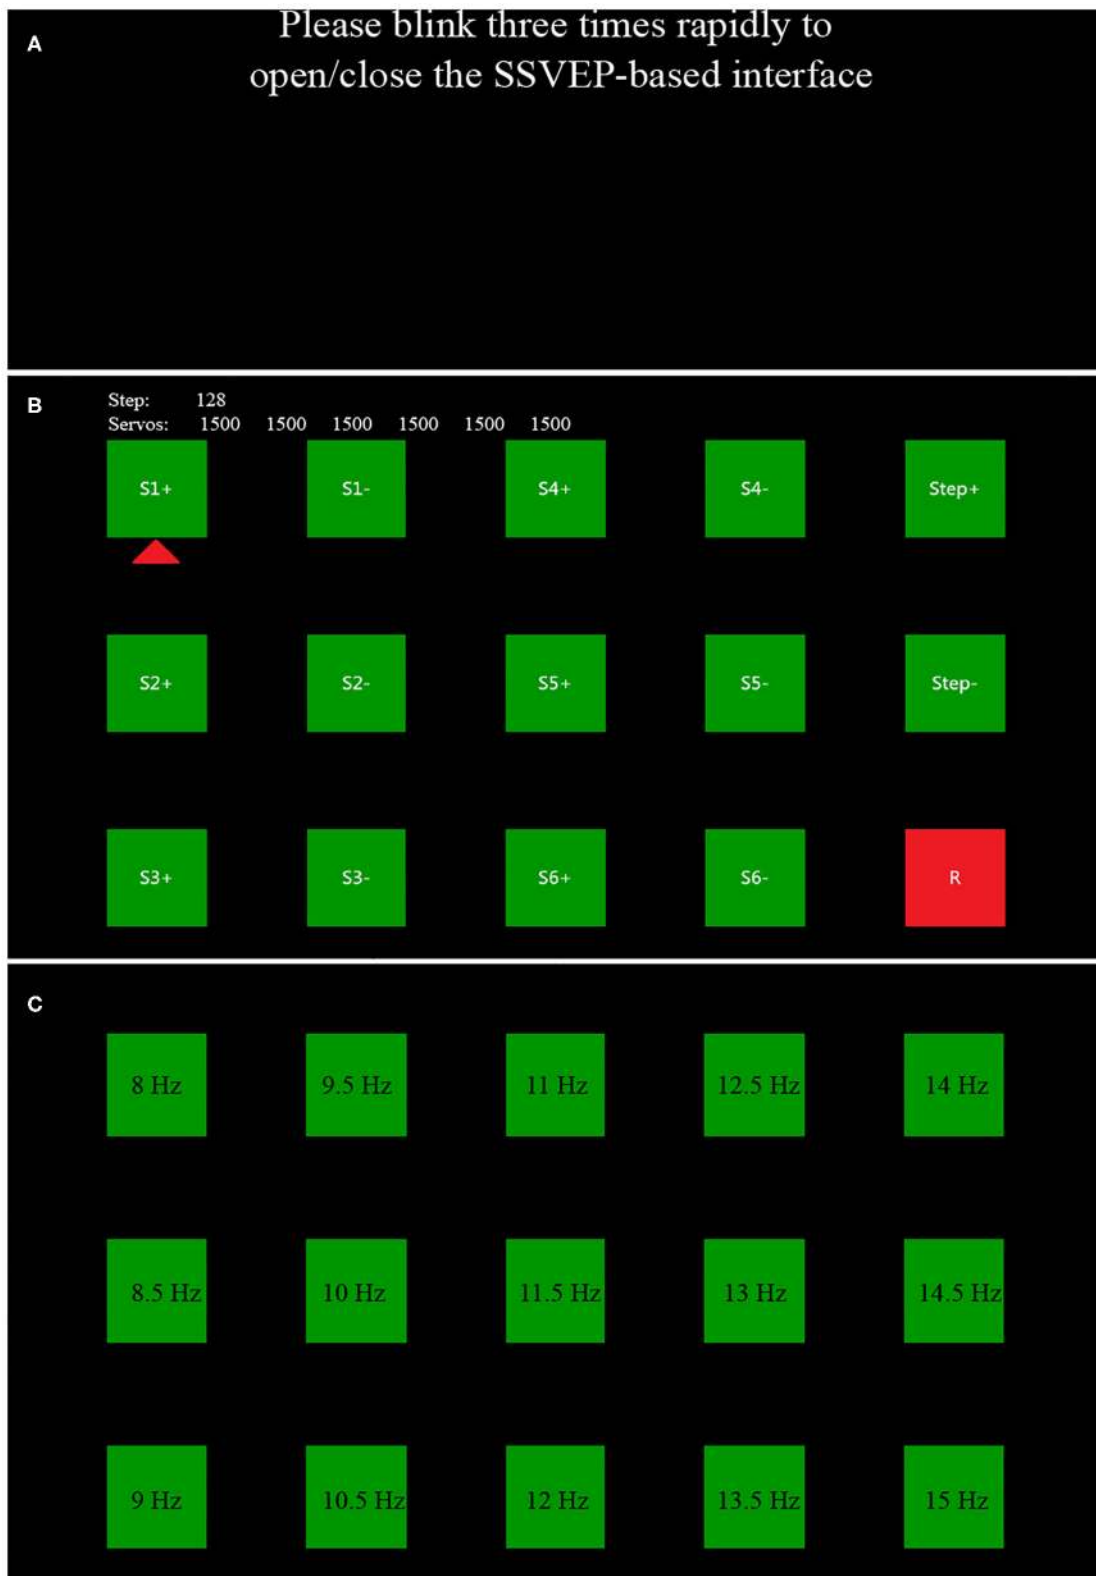 A
Please blink three times rapidly to
open/close the SSVEP-based interface
B
Step: 128
Servos: 1500 1500 1500 1500 1500 1500
S1+ S1- S4+ S4- Step+
S2+ S2- S5+ S5- Step-
S3+ S3- S6+ S6- R
C
8 Hz 9.5 Hz 11 Hz 12.5 Hz 14 Hz
8.5 Hz 10 Hz 11.5 Hz 13 Hz 14.5 Hz
9 Hz 10.5 Hz 12 Hz 13.5 Hz 15 Hz